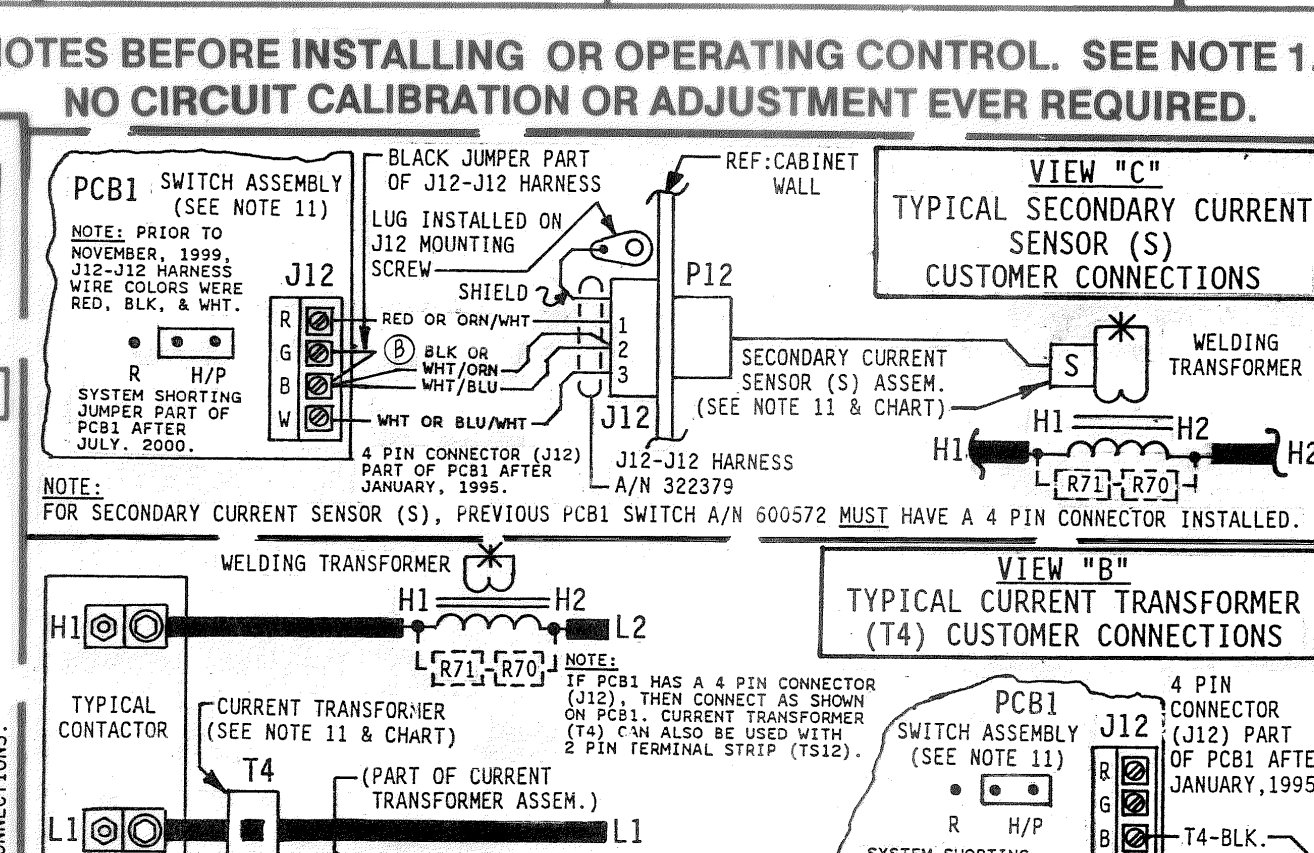 NOTES BEFORE INSTALLING OR OPERATING CONTROL. SEE NOTE 1.
NO CIRCUIT CALIBRATION OR ADJUSTMENT EVER REQUIRED.
PCB1 SWITCH ASSEMBLY
(SEE NOTE 11)
NOTE: PRIOR TO
NOVEMBER, 1999,
J12-J12 HARNESS
WIRE COLORS WERE
RED, BLK, & WHT.
R H/P
SYSTEM SHORTING
JUMPER PART OF
PCB1 AFTER
JULY. 2000.
J12
R
G
B
W
BLACK JUMPER PART
OF J12-J12 HARNESS
LUG INSTALLED ON
J12 MOUNTING
SCREW
SHIELD
RED OR ORN/WHT
B
BLK OR
WHT/ORN
WHT/BLU
WHT OR BLU/WHT
4 PIN CONNECTOR (J12)
PART OF PCB1 AFTER
JANUARY, 1995.
1
2
3
J12
J12-J12 HARNESS
A/N 322379
REF:CABINET
WALL
P12
SECONDARY CURRENT
SENSOR (S) ASSEM.
(SEE NOTE 11 & CHART)
VIEW "C"
TYPICAL SECONDARY CURRENT
SENSOR (S)
CUSTOMER CONNECTIONS
S
WELDING
TRANSFORMER
H1 H2
H1 H2
R71 R70
NOTE:
FOR SECONDARY CURRENT SENSOR (S), PREVIOUS PCB1 SWITCH A/N 600572 MUST HAVE A 4 PIN CONNECTOR INSTALLED.
WELDING TRANSFORMER
H1 H2
H1
L2
R71 R70
TYPICAL
CONTACTOR
CURRENT TRANSFORMER
(SEE NOTE 11 & CHART)
T4
(PART OF CURRENT
TRANSFORMER ASSEM.)
L1 L1
NOTE:
IF PCB1 HAS A 4 PIN CONNECTOR
(J12), THEN CONNECT AS SHOWN
ON PCB1. CURRENT TRANSFORMER
(T4) CAN ALSO BE USED WITH
2 PIN TERMINAL STRIP (TS12).
VIEW "B"
TYPICAL CURRENT TRANSFORMER
(T4) CUSTOMER CONNECTIONS
PCB1
SWITCH ASSEMBLY
(SEE NOTE 11)
R H/P
SYSTEM SHORTING
J12
R
G
B
4 PIN
CONNECTOR
(J12) PART
OF PCB1 AFTE
JANUARY,1995
T4-BLK.